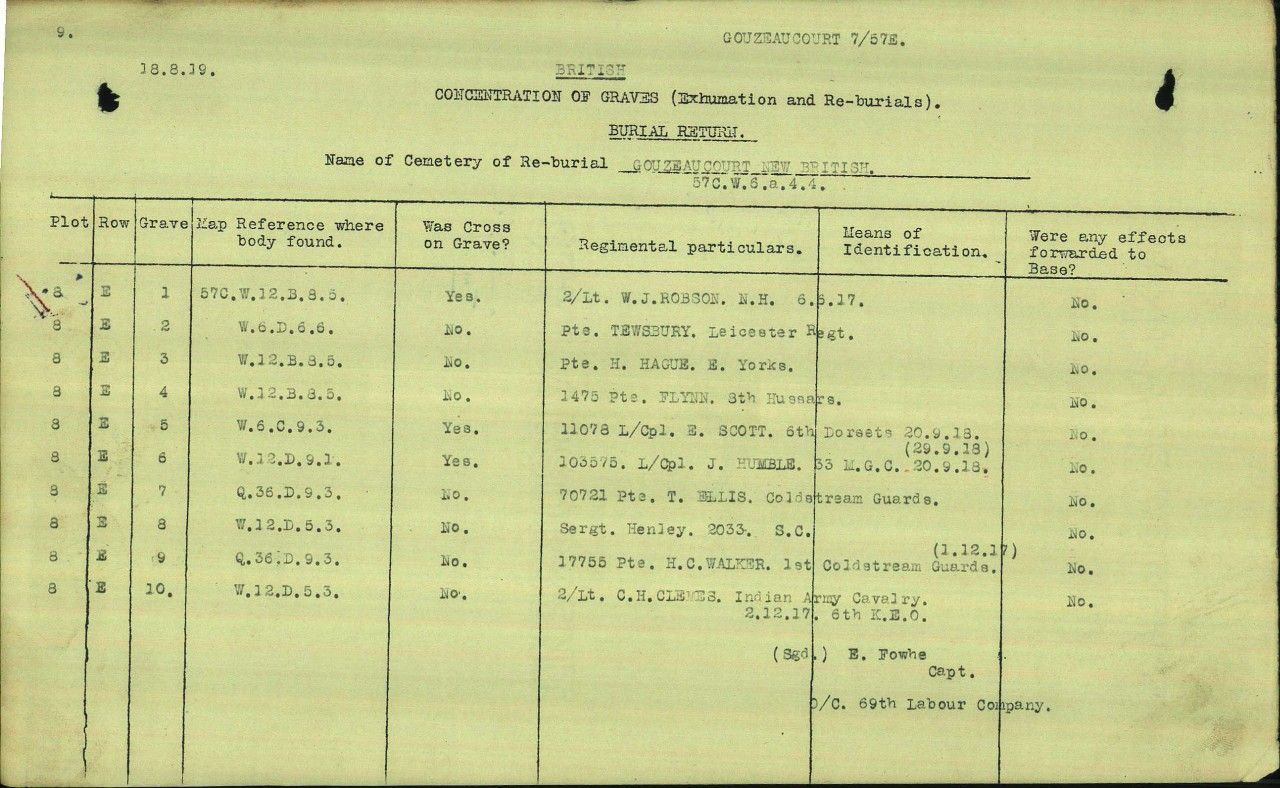 9.
GOUZEAUCOURT 7/57E.
18.8.19.
BRITISH
CONCENTRATION OF GRAVES (Exhumation and Re-burials).
BURIAL RETURN.
Name of Cemetery of Re-burial GOUZEAUCOURT NEW BRITISH.
57C.W.6.a.4.4.
Plot Row Grave Map Reference where body found. Was Cross on Grave? Regimental particulars. Means of Identification. Were any effects forwarded to Base?
8 E 1 57C.W.12.B.8.5. Yes. 2/Lt. W.J.ROBSON. N.H. 6.6.17. No.
8 E 2 W.6.D.6.6. No. Pte. TEWSBURY. Leicester Regt. No.
8 E 3 W.12.B.8.5. No. Pte. H. HAGUE. E. Yorks. No.
8 E 4 W.12.B.8.5. No. 1475 Pte. FLYNN. 8th Hussars. No.
8 E 5 W.6.C.9.3. Yes. 11078 L/Cpl. E. SCOTT. 6th Dorsets 20.9.18. No.
(29.9.18)
8 E 6 W.12.D.9.1. Yes. 103575. L/Cpl. J. HUMBLE. 33 M.G.C. 20.9.18. No.
8 E 7 Q.36.D.9.3. No. 70721 Pte. T. ELLIS. Coldstream Guards. No.
8 E 8 W.12.D.5.3. No. Sergt. Henley. 2033. S.C. No.
(1.12.17)
8 E 9 Q.36.D.9.3. No. 17755 Pte. H.C.WALKER. 1st Coldstream Guards. No.
8 E 10. W.12.D.5.3. No. 2/Lt. C.H.CLEMES. Indian Army Cavalry. No.
2.12.17. 6th K.E.O.
(Sgd.) E. Fowhe
Capt.
O/C. 69th Labour Company.